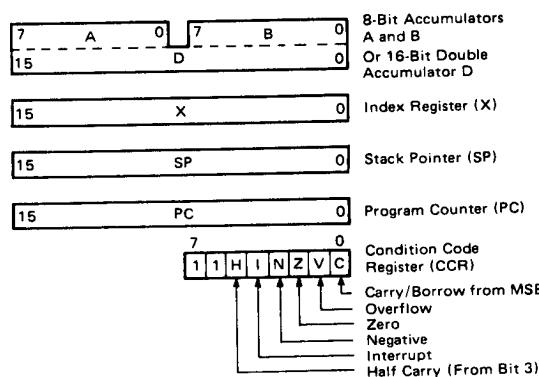 7 A 0 7 B 0
8-Bit Accumulators
A and B
15 D 0
Or 16-Bit Double
Accumulator D
15 X 0
Index Register (X)
15 SP 0
Stack Pointer (SP)
15 PC 0
Program Counter (PC)
7 0
1 1 H I N Z V C
Condition Code
Register (CCR)
Carry/Borrow from MSB
Overflow
Zero
Negative
Interrupt
Half Carry (From Bit 3)